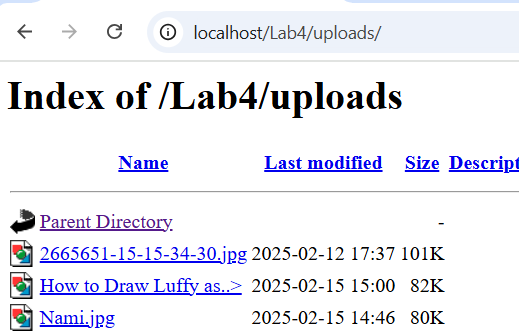 localhost/Lab4/uploads/
Index of /Lab4/uploads
Name Last modified Size Descript
Parent Directory -
2665651-15-15-34-30.jpg 2025-02-12 17:37 101K
How to Draw Luffy as..> 2025-02-15 15:00 82K
Nami.jpg 2025-02-15 14:46 80K